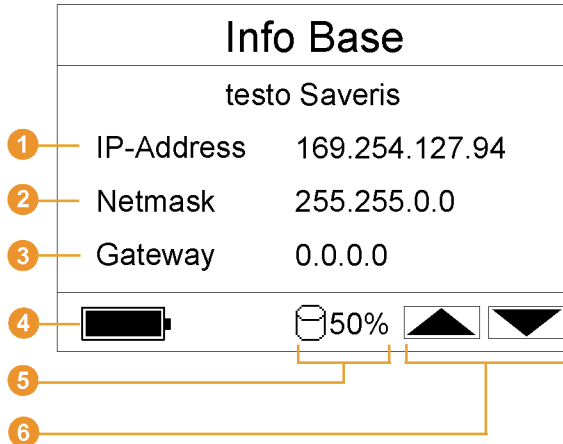 Info Base
testo Saveris
1 IP-Address 169.254.127.94
2 Netmask 255.255.0.0
3 Gateway 0.0.0.0
4 50%
5
6